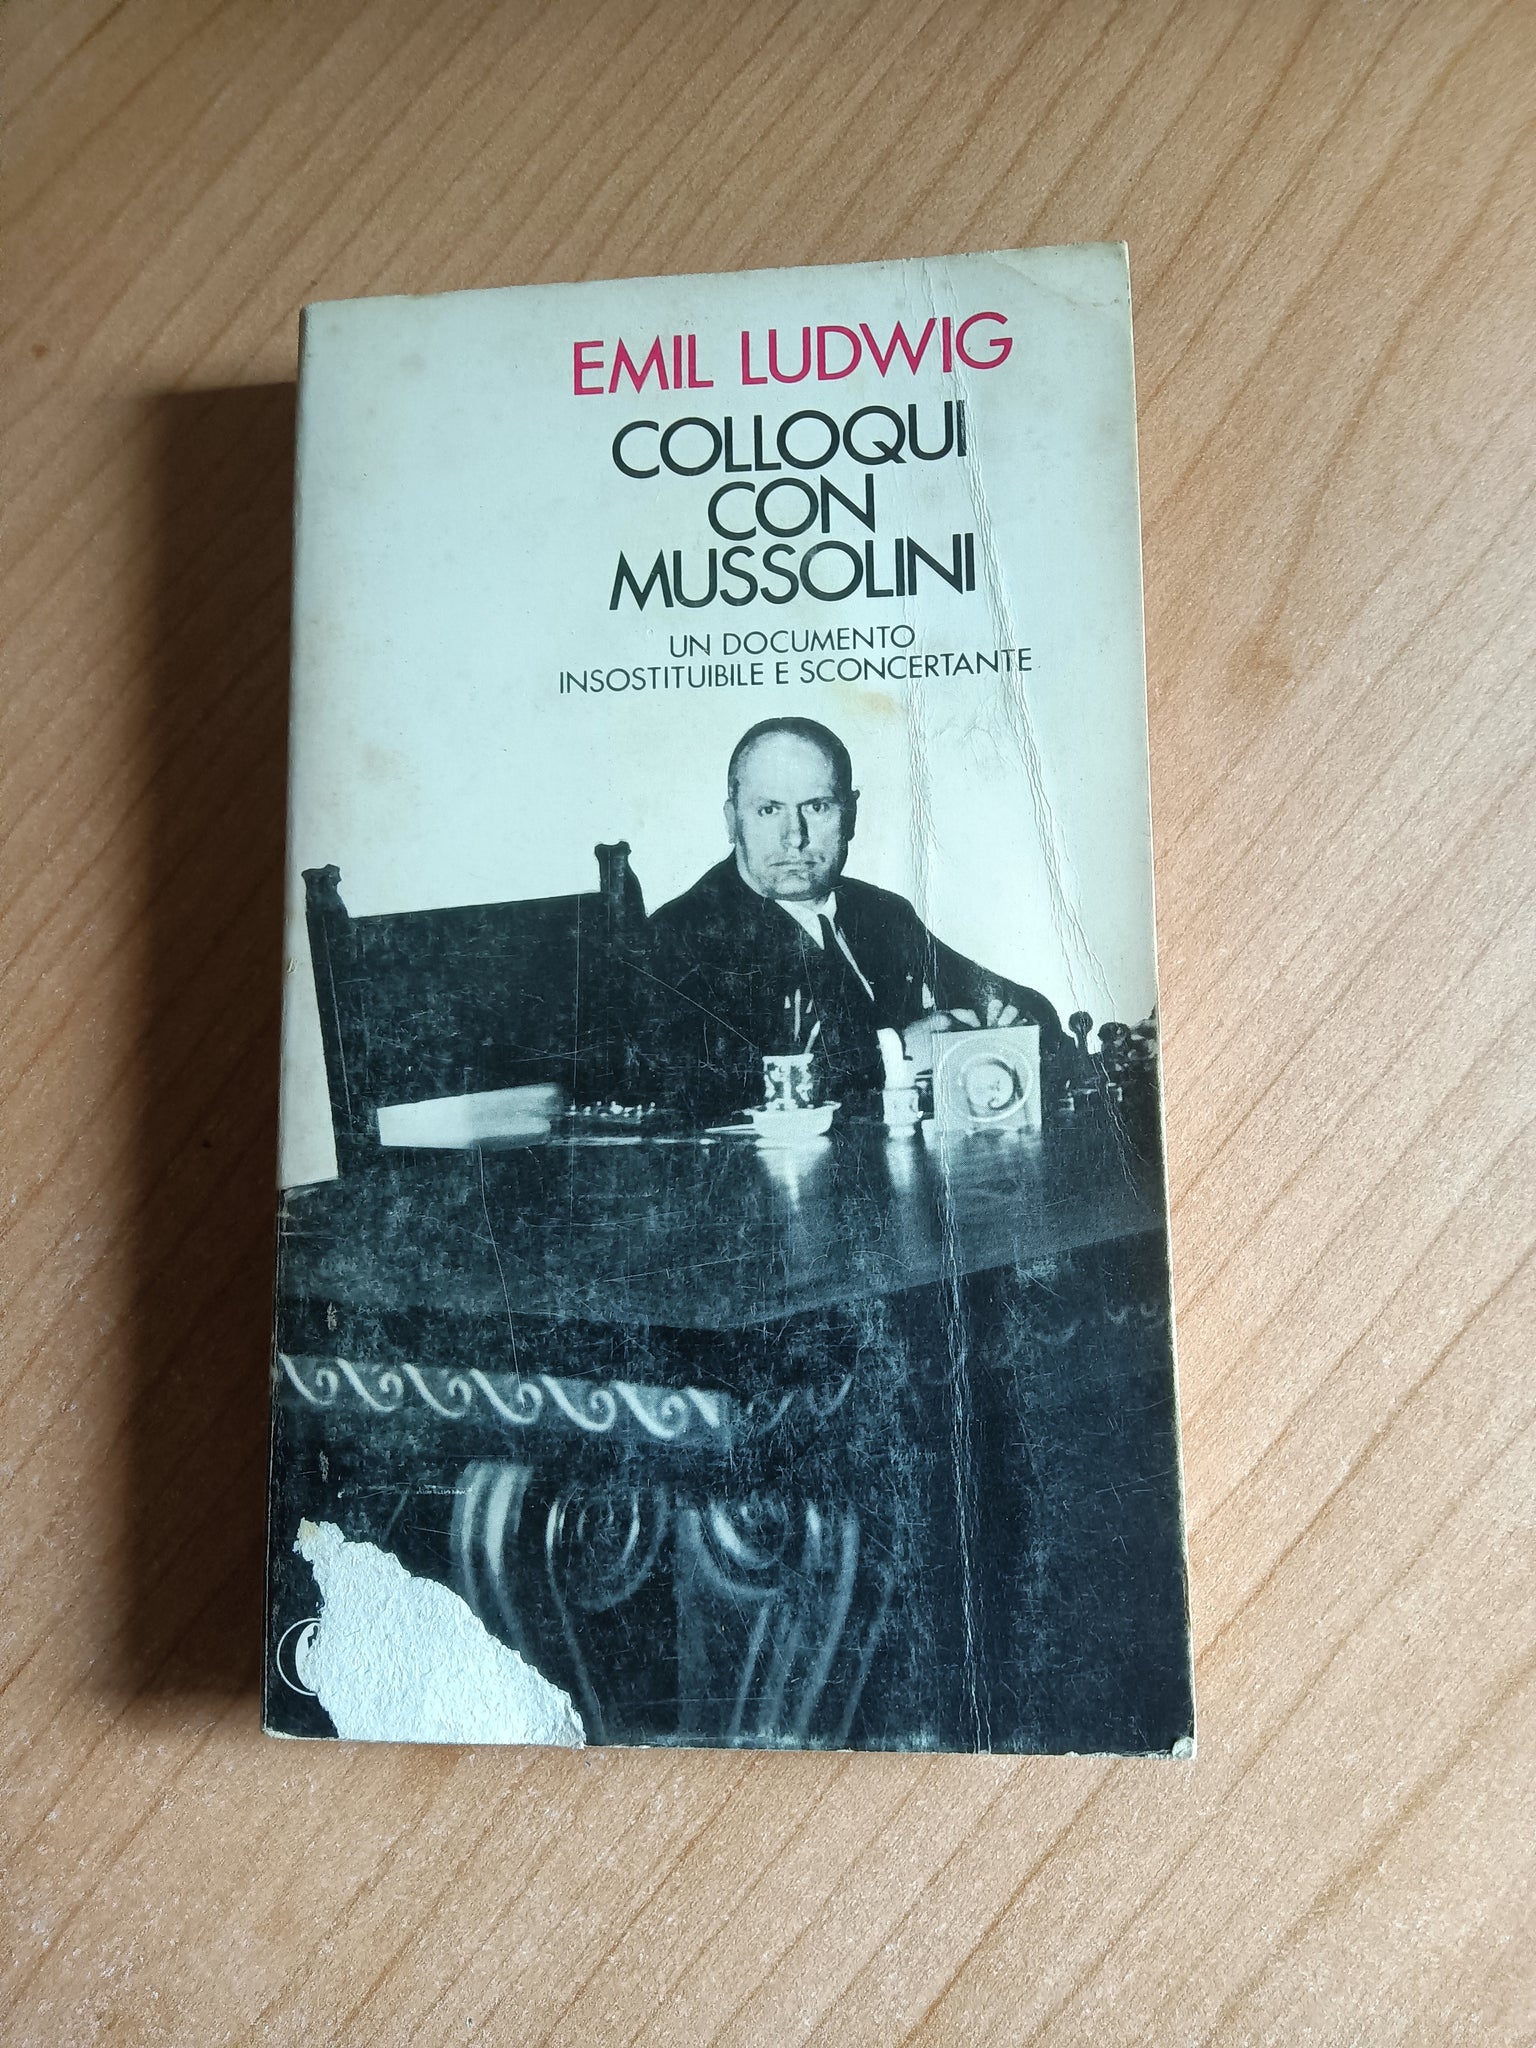 EMIL LUDWIG
COLLOQUI
CON
MUSSOLINI
UN DOCUMENTO
INSOSTITUIBILE E SCONCERTANTE